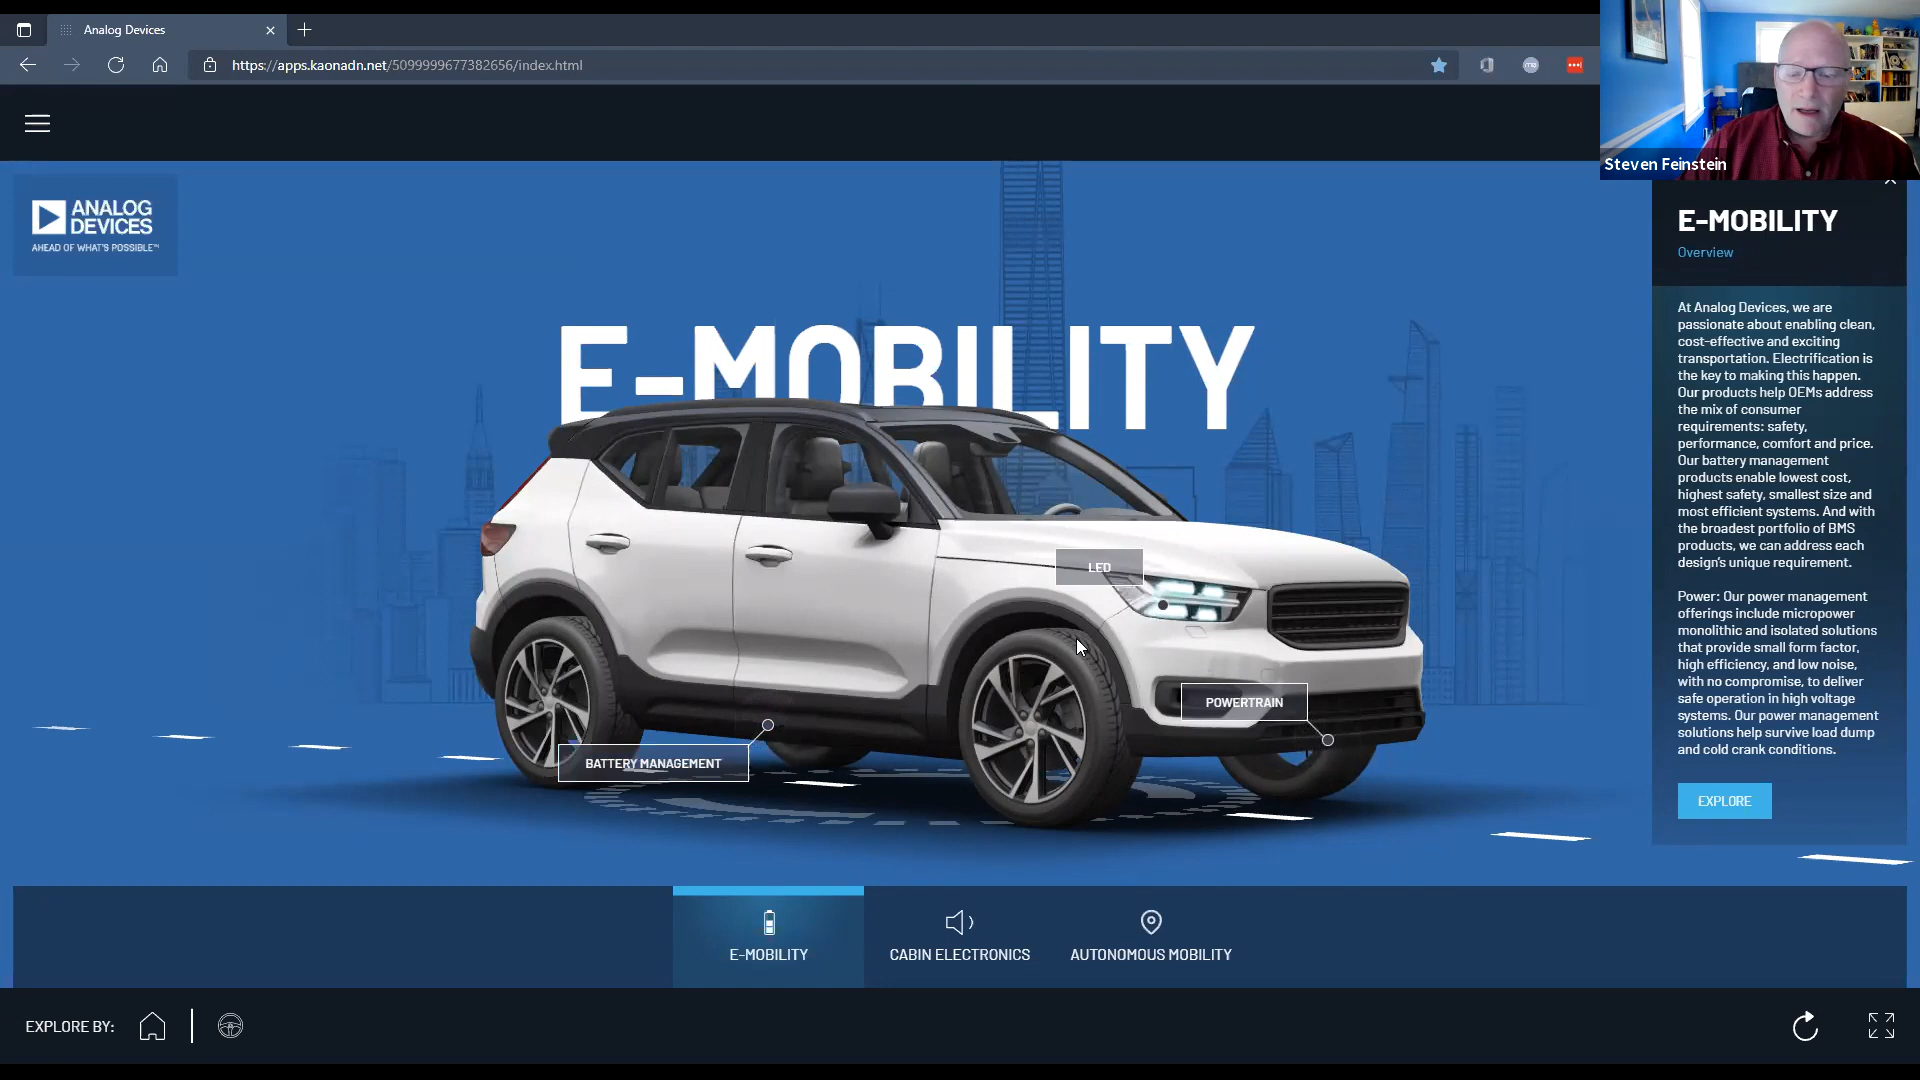 Analog Devices
https://apps.kaonadn.net/5099999677382656/index.html
Steven Feinstein
ANALOG
DEVICES
AHEAD OF WHAT'S POSSIBLE™
E-MOBILITY
LED
POWERTRAIN
BATTERY MANAGEMENT
E-MOBILITY
Overview
At Analog Devices, we are
passionate about enabling clean,
cost-effective and exciting
transportation. Electrification is
the key to making this happen.
Our products help OEMs address
the mix of consumer
requirements: safety,
performance, comfort and price.
Our battery management
products enable lowest cost,
highest safety, smallest size and
most efficient systems. And with
the broadest portfolio of BMS
products, we can address each
design's unique requirement.
Power: Our power management
offerings include micropower
monolithic and isolated solutions
that provide small form factor,
high efficiency, and low noise,
with no compromise, to deliver
safe operation in high voltage
systems. Our power management
solutions help survive load dump
and cold crank conditions.
EXPLORE
E-MOBILITY
CABIN ELECTRONICS
AUTONOMOUS MOBILITY
EXPLORE BY: